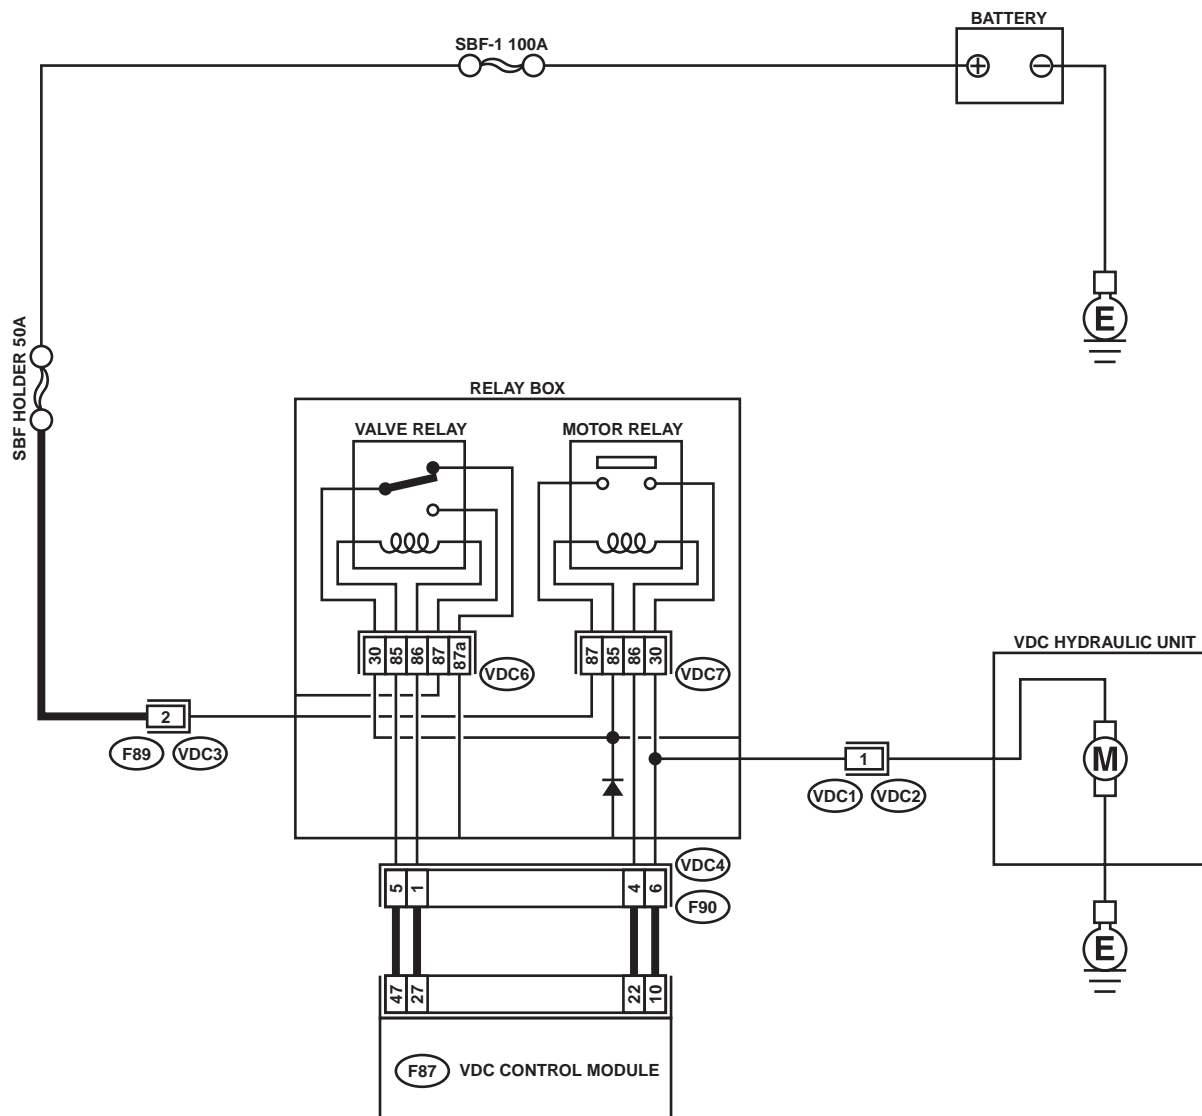 BATTERY
SBF-1 100A
E
SBF HOLDER 50A
RELAY BOX
VALVE RELAY
MOTOR RELAY
30 85 86 87 87a
87 85 86 30
VDC6
VDC7
VDC HYDRAULIC UNIT
2
F89 VDC3
M
1
VDC1 VDC2
VDC4
5 1 4 6
F90
E
47 27 22 10
F87 VDC CONTROL MODULE